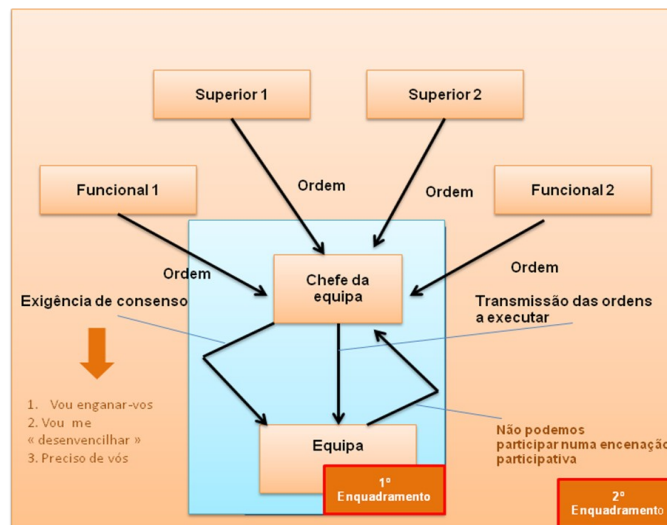 Superior 1
Superior 2
Funcional 1
Ordem
Ordem
Funcional 2
Ordem
Chefe da
equipa
Ordem
Exigência de consenso
Transmissão das ordens
a executar
1. Vou enganar-vos
2. Vou me
« desenvencilhar »
3. Preciso de vós
Equipa
Não podemos
participar numa encenação
participativa
1º
Enquadramento
2º
Enquadramento